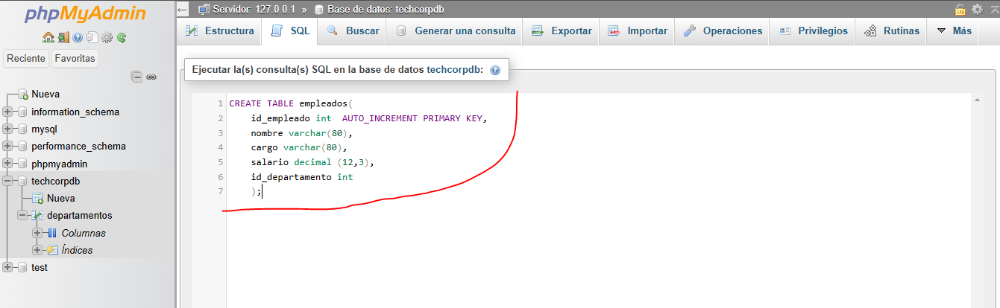 phpMyAdmin
Reciente Favoritas
Nueva
information_schema
mysql
performance_schema
phpmyadmin
techcorpdb
Nueva
departamentos
Columnas
Índices
test
Servidor: 127.0.0.1 » Base de datos: techcorpdb
Estructura SQL Buscar Generar una consulta Exportar Importar Operaciones Privilegios Rutinas Más
Ejecutar la(s) consulta(s) SQL en la base de datos techcorpdb:
1 CREATE TABLE empleados(
2 id_empleado int AUTO_INCREMENT PRIMARY KEY,
3 nombre varchar(80),
4 cargo varchar(80),
5 salario decimal (12,3),
6 id_departamento int
7 );